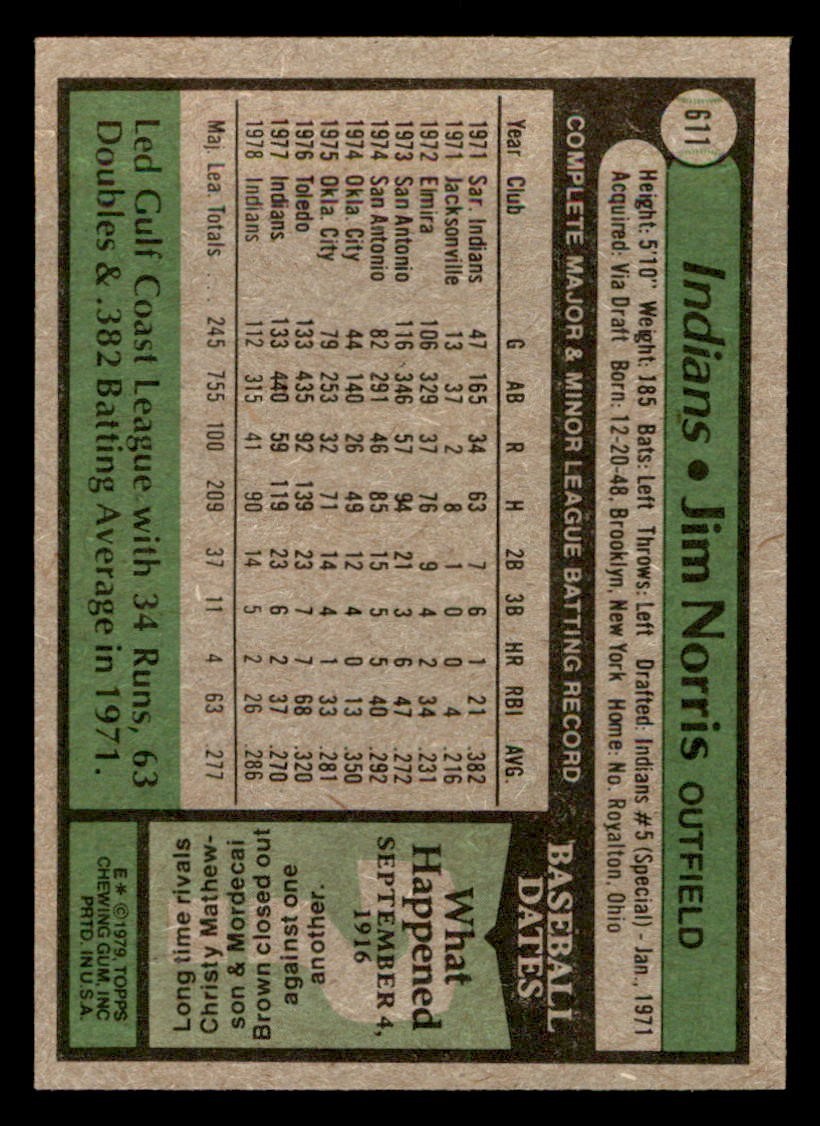 611
Indians • Jim Norris OUTFIELD
Height: 5'10" Weight: 185 Bats: Left Throws: Left Drafted: Indians #5 (Special) - Jan., 1971
Acquired: Via Draft Born: 12-20-48, Brooklyn, New York Home: No. Royalton, Ohio
COMPLETE MAJOR & MINOR LEAGUE BATTING RECORD
Year Club G AB R H 2B 3B HR RBI AVG.
1971 Sar. Indians 47 165 34 63 7 6 1 21 .382
1971 Jacksonville 13 37 2 8 1 0 0 4 .216
1972 Elmira 106 329 37 76 9 4 2 34 .231
1973 San Antonio 116 346 57 94 21 3 6 47 .272
1974 San Antonio 82 291 46 85 15 5 5 40 .292
1974 Okla. City 44 140 26 49 12 4 0 13 .350
1975 Okla. City 79 253 32 71 14 4 1 33 .281
1976 Toledo 133 435 92 139 23 7 7 68 .320
1977 Indians 133 440 59 119 23 6 2 37 .270
1978 Indians 112 315 41 90 14 5 2 26 .286
Maj. Lea. Totals ... 245 755 100 209 37 11 4 63 .277
Led Gulf Coast League with 34 Runs, 63
Doubles & .382 Batting Average in 1971.
BASEBALL
DATES
What
Happened
SEPTEMBER 4,
1916
Longtime rivals
Christy Mathew-
son & Mordecai
Brown closed out
against one
another.
E * ©1979, TOPPS
CHEWING GUM, INC
PRTD. IN U.S.A.